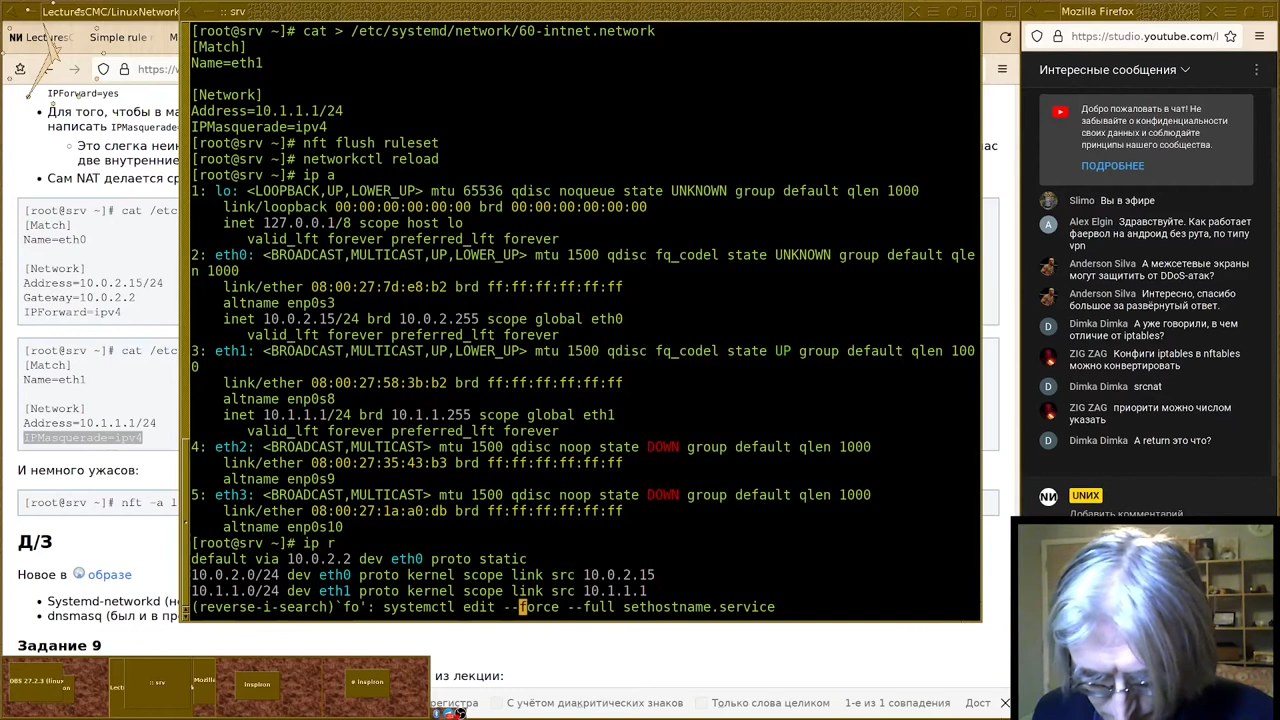 LecturesCMC/LinuxNetwork
:: srv
Mozilla Firefox
Lectures
Simple rule r
https://w
https://studio.youtube.com/l
IPForward=yes
Для того, чтобы в ма
написать IPMasquerade=
Это слегка неин
час
две внутренние
Сам NAT делается ср
[root@srv ~]# cat /etc
[Match]
Name=eth0
[Network]
Address=10.0.2.15/24
Gateway=10.0.2.2
IPForward=ipv4
[root@srv ~]# cat /etc
[Match]
Name=eth1
[Network]
Address=10.1.1.1/24
IPMasquerade=ipv4
И немного ужасов:
[root@srv ~]# nft -a l
Д/З
Новое в образе
Systemd-networkd (не
dnsmasq (был и в пр
Задание 9
из лекции:
[root@srv ~]# cat > /etc/systemd/network/60-intnet.network
[Match]
Name=eth1
[Network]
Address=10.1.1.1/24
IPMasquerade=ipv4
[root@srv ~]# nft flush ruleset
[root@srv ~]# networkctl reload
[root@srv ~]# ip a
1: lo: <LOOPBACK,UP,LOWER_UP> mtu 65536 qdisc noqueue state UNKNOWN group default qlen 1000
link/loopback 00:00:00:00:00:00 brd 00:00:00:00:00:00
inet 127.0.0.1/8 scope host lo
valid_lft forever preferred_lft forever
2: eth0: <BROADCAST,MULTICAST,UP,LOWER_UP> mtu 1500 qdisc fq_codel state UNKNOWN group default qle
n 1000
link/ether 08:00:27:7d:e8:b2 brd ff:ff:ff:ff:ff:ff
altname enp0s3
inet 10.0.2.15/24 brd 10.0.2.255 scope global eth0
valid_lft forever preferred_lft forever
3: eth1: <BROADCAST,MULTICAST,UP,LOWER_UP> mtu 1500 qdisc fq_codel state UP group default qlen 100
0
link/ether 08:00:27:58:3b:b2 brd ff:ff:ff:ff:ff:ff
altname enp0s8
inet 10.1.1.1/24 brd 10.1.1.255 scope global eth1
valid_lft forever preferred_lft forever
4: eth2: <BROADCAST,MULTICAST> mtu 1500 qdisc noop state DOWN group default qlen 1000
link/ether 08:00:27:35:43:b3 brd ff:ff:ff:ff:ff:ff
altname enp0s9
5: eth3: <BROADCAST,MULTICAST> mtu 1500 qdisc noop state DOWN group default qlen 1000
link/ether 08:00:27:1a:a0:db brd ff:ff:ff:ff:ff:ff
altname enp0s10
[root@srv ~]# ip r
default via 10.0.2.2 dev eth0 proto static
10.0.2.0/24 dev eth0 proto kernel scope link src 10.0.2.15
10.1.1.0/24 dev eth1 proto kernel scope link src 10.1.1.1
(reverse-i-search)`fo': systemctl edit --force --full sethostname.service
Интересные сообщения
Добро пожаловать в чат! Не
забывайте о конфиденциальности
своих данных и соблюдайте
принципы нашего сообщества.
ПОДРОБНЕЕ
Slimo Вы в эфире
Alex Elgin Здравствуйте. Как работает
фаервол на андроид без рута, по типу
vpn
Anderson Silva А межсетевые экраны
могут защитить от DDoS-атак?
Anderson Silva Интересно, спасибо
большое за развёрнутый ответ.
Dimka Dimka А уже говорили, в чем
отличие от iptables?
ZIG ZAG Конфиги iptables в nftables
можно конвертировать
Dimka Dimka srcnat
ZIG ZAG приорити можно числом
указать
Dimka Dimka A return это что?
UNИX
Добавить комментарий
OBS 27.2.3 (linux
Lect
:: srv
Mozil
Inspiron
# inspiron
регистра
С учётом диакритических знаков
Только слова целиком
1-е из 1 совпадения
Дост